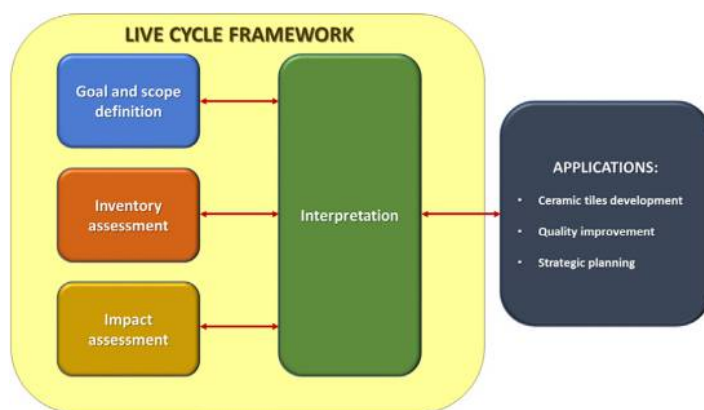 LIVE CYCLE FRAMEWORK
Goal and scope
definition
Inventory
assessment
Impact
assessment
Interpretation
APPLICATIONS:
• Ceramic tiles development
• Quality improvement
• Strategic planning